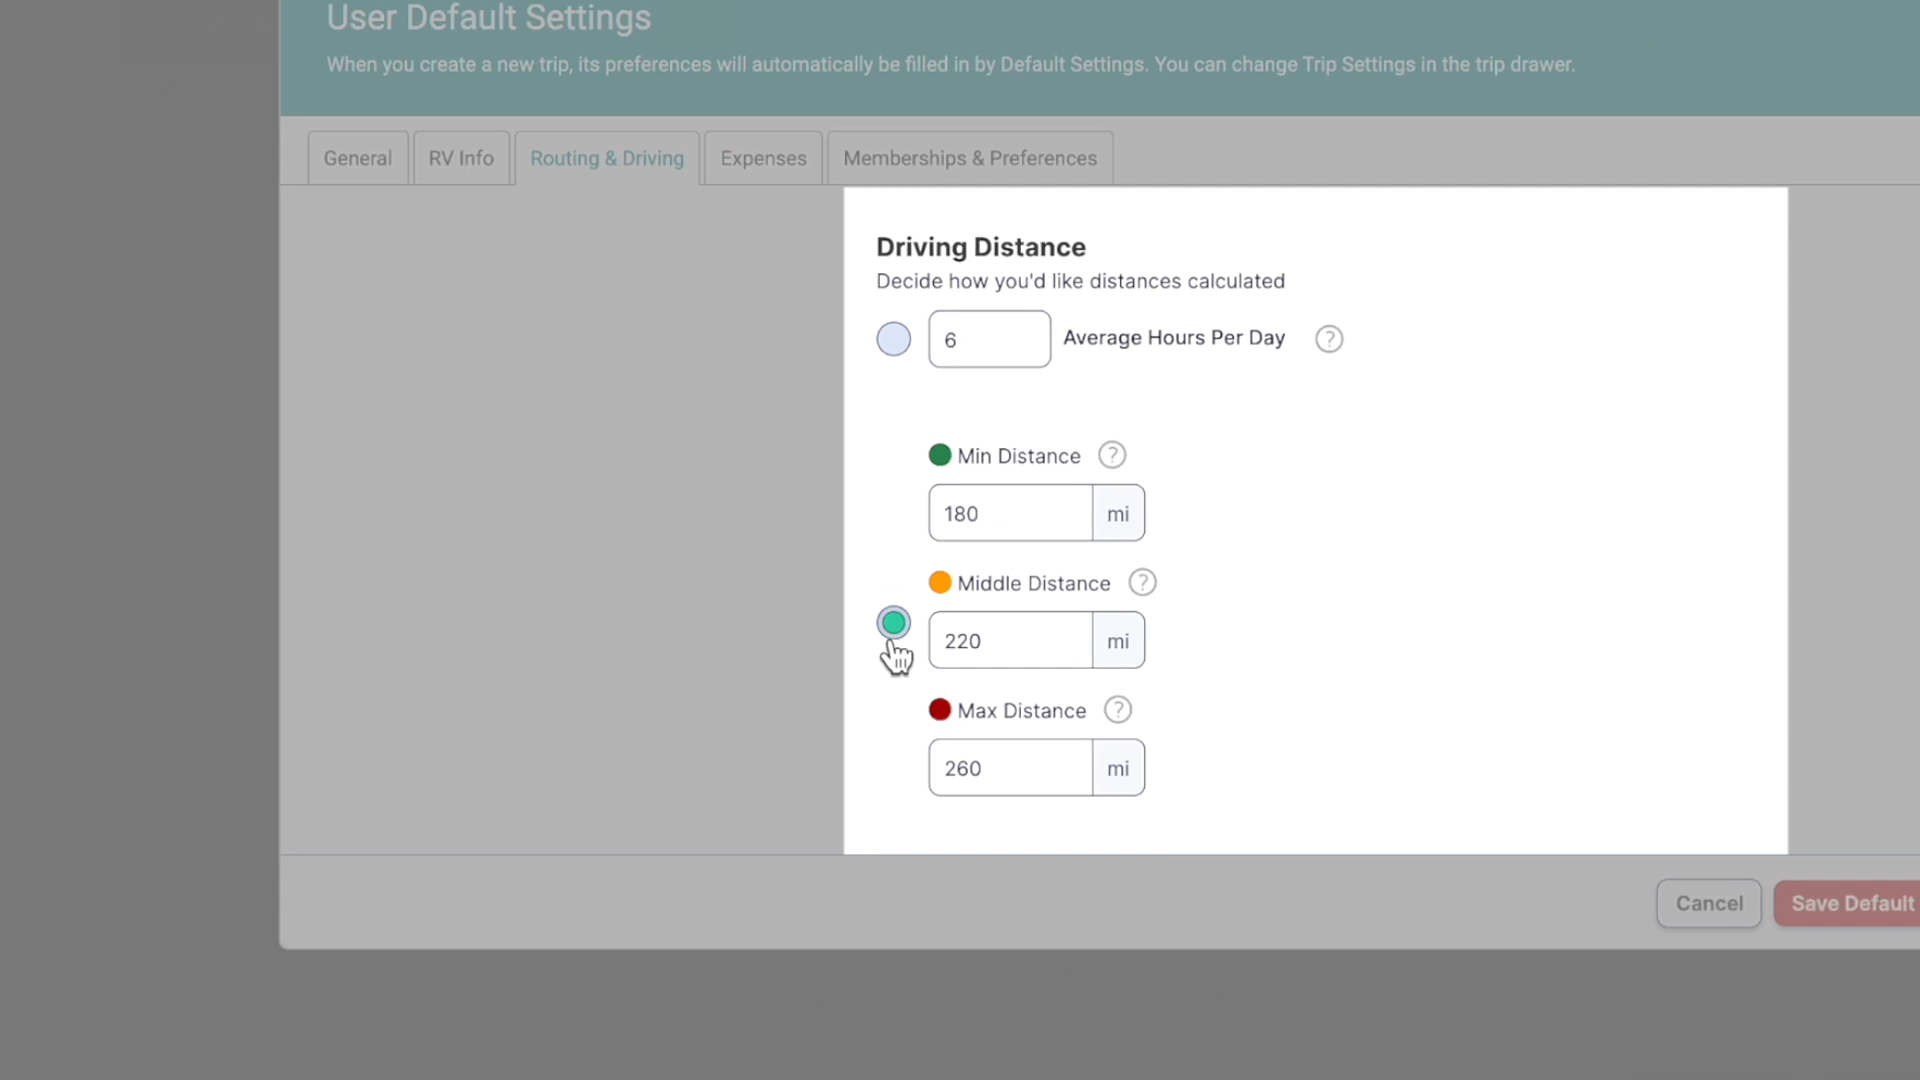 User Default Settings
When you create a new trip, its preferences will automatically be filled in by Default Settings. You can change Trip Settings in the trip drawer.
General
RV Info
Routing & Driving
Expenses
Memberships & Preferences
Driving Distance
Decide how you'd like distances calculated
6 Average Hours Per Day ?
Min Distance ?
180 mi
Middle Distance ?
220 mi
Max Distance ?
260 mi
Cancel
Save Default